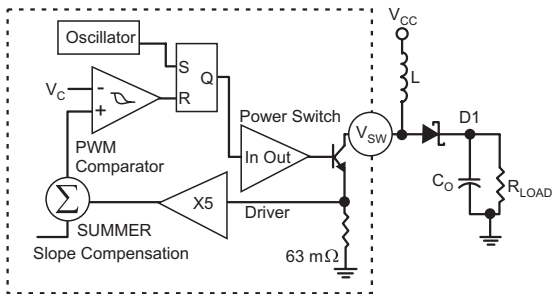 Oscillator
V_CC
S
Q
R
L
V_C
-
+
D1
Power Switch
V_SW
PWM
Comparator
In Out
C_O
R_LOAD
Σ
X5
SUMMER
Driver
Slope Compensation
63 mΩ